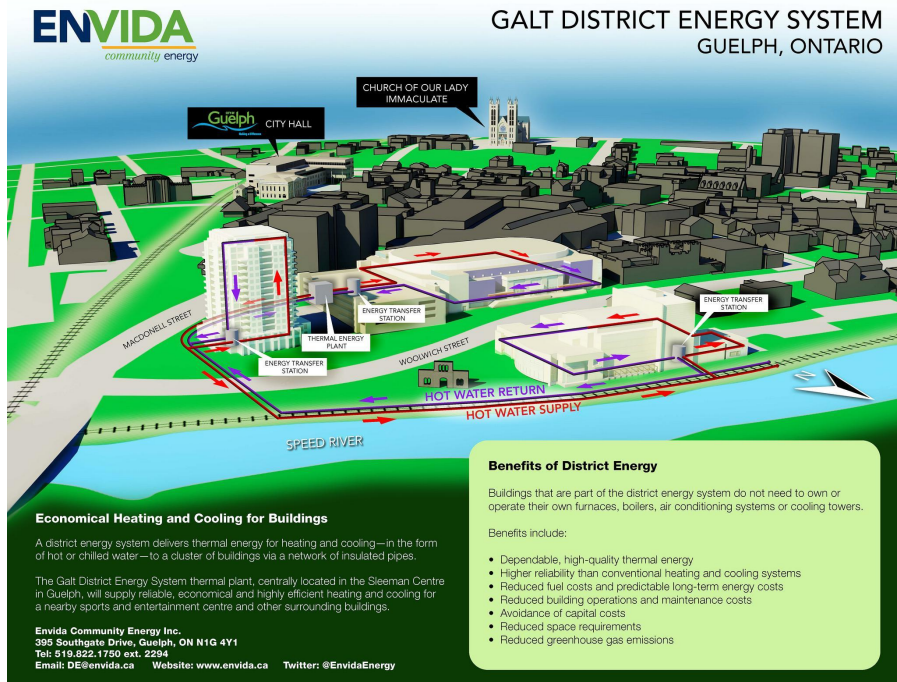 ENVIDA
community energy
GALT DISTRICT ENERGY SYSTEM
GUELPH, ONTARIO
CHURCH OF OUR LADY
IMMACULATE
Guelph
CITY HALL
ENERGY TRANSFER
STATION
ENERGY TRANSFER
STATION
THERMAL ENERGY
PLANT
ENERGY TRANSFER
STATION
MACDONELL STREET
WOOLWICH STREET
HOT WATER RETURN
HOT WATER SUPPLY
N
SPEED RIVER
Economical Heating and Cooling for Buildings
A district energy system delivers thermal energy for heating and cooling—in the form
of hot or chilled water—to a cluster of buildings via a network of insulated pipes.
The Galt District Energy System thermal plant, centrally located in the Sleeman Centre
in Guelph, will supply reliable, economical and highly efficient heating and cooling for
a nearby sports and entertainment centre and other surrounding buildings.
Envida Community Energy Inc.
395 Southgate Drive, Guelph, ON N1G 4Y1
Tel: 519.822.1750 ext. 2294
Email: DE@envida.ca Website: www.envida.ca Twitter: @EnvidaEnergy
Benefits of District Energy
Buildings that are part of the district energy system do not need to own or
operate their own furnaces, boilers, air conditioning systems or cooling towers.
Benefits include:
• Dependable, high-quality thermal energy
• Higher reliability than conventional heating and cooling systems
• Reduced fuel costs and predictable long-term energy costs
• Reduced building operations and maintenance costs
• Avoidance of capital costs
• Reduced space requirements
• Reduced greenhouse gas emissions